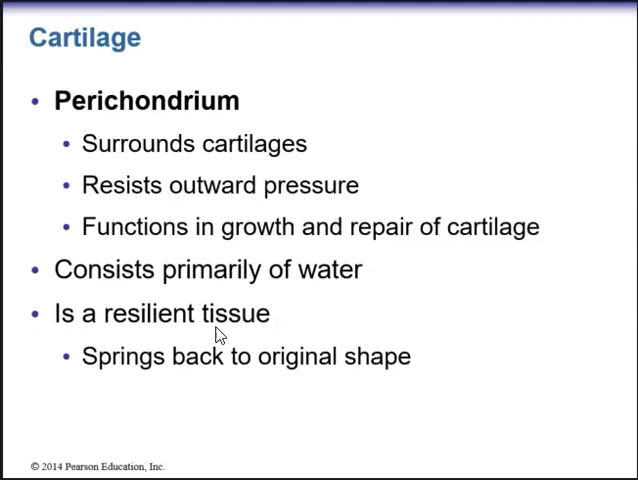 Cartilage
• Perichondrium
• Surrounds cartilages
• Resists outward pressure
• Functions in growth and repair of cartilage
• Consists primarily of water
• Is a resilient tissue
• Springs back to original shape
© 2014 Pearson Education, Inc.